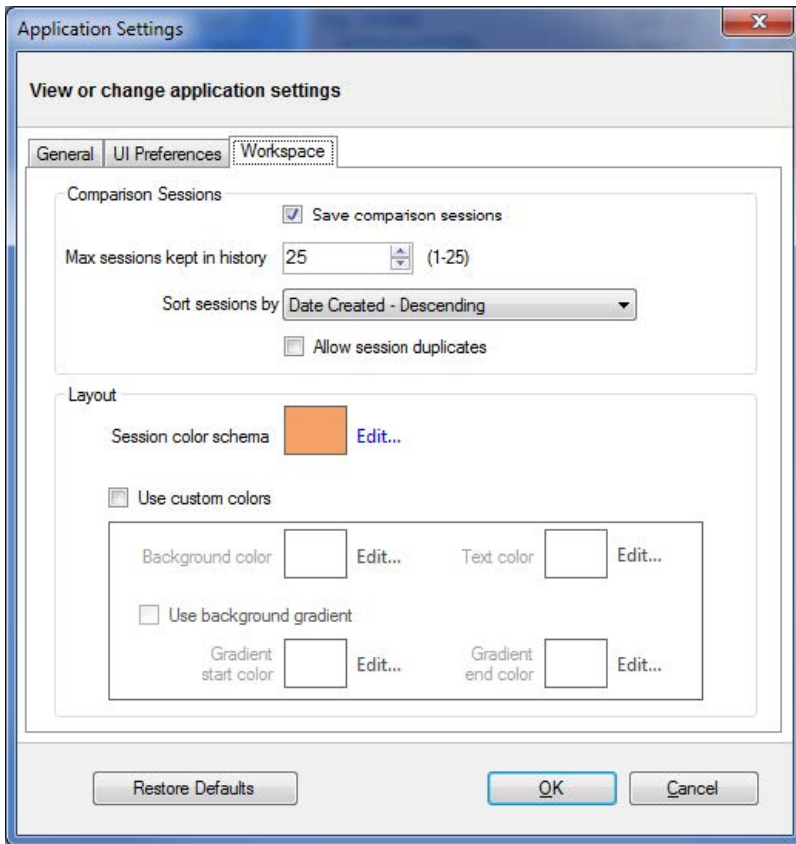 Application Settings
View or change application settings
General UI Preferences Workspace
Comparison Sessions
Save comparison sessions
Max sessions kept in history 25 (1-25)
Sort sessions by Date Created - Descending
Allow session duplicates
Layout
Session color schema Edit...
Use custom colors
Background color Edit... Text color Edit...
Use background gradient
Gradient
start color Edit...
Gradient
end color Edit...
Restore Defaults OK Cancel